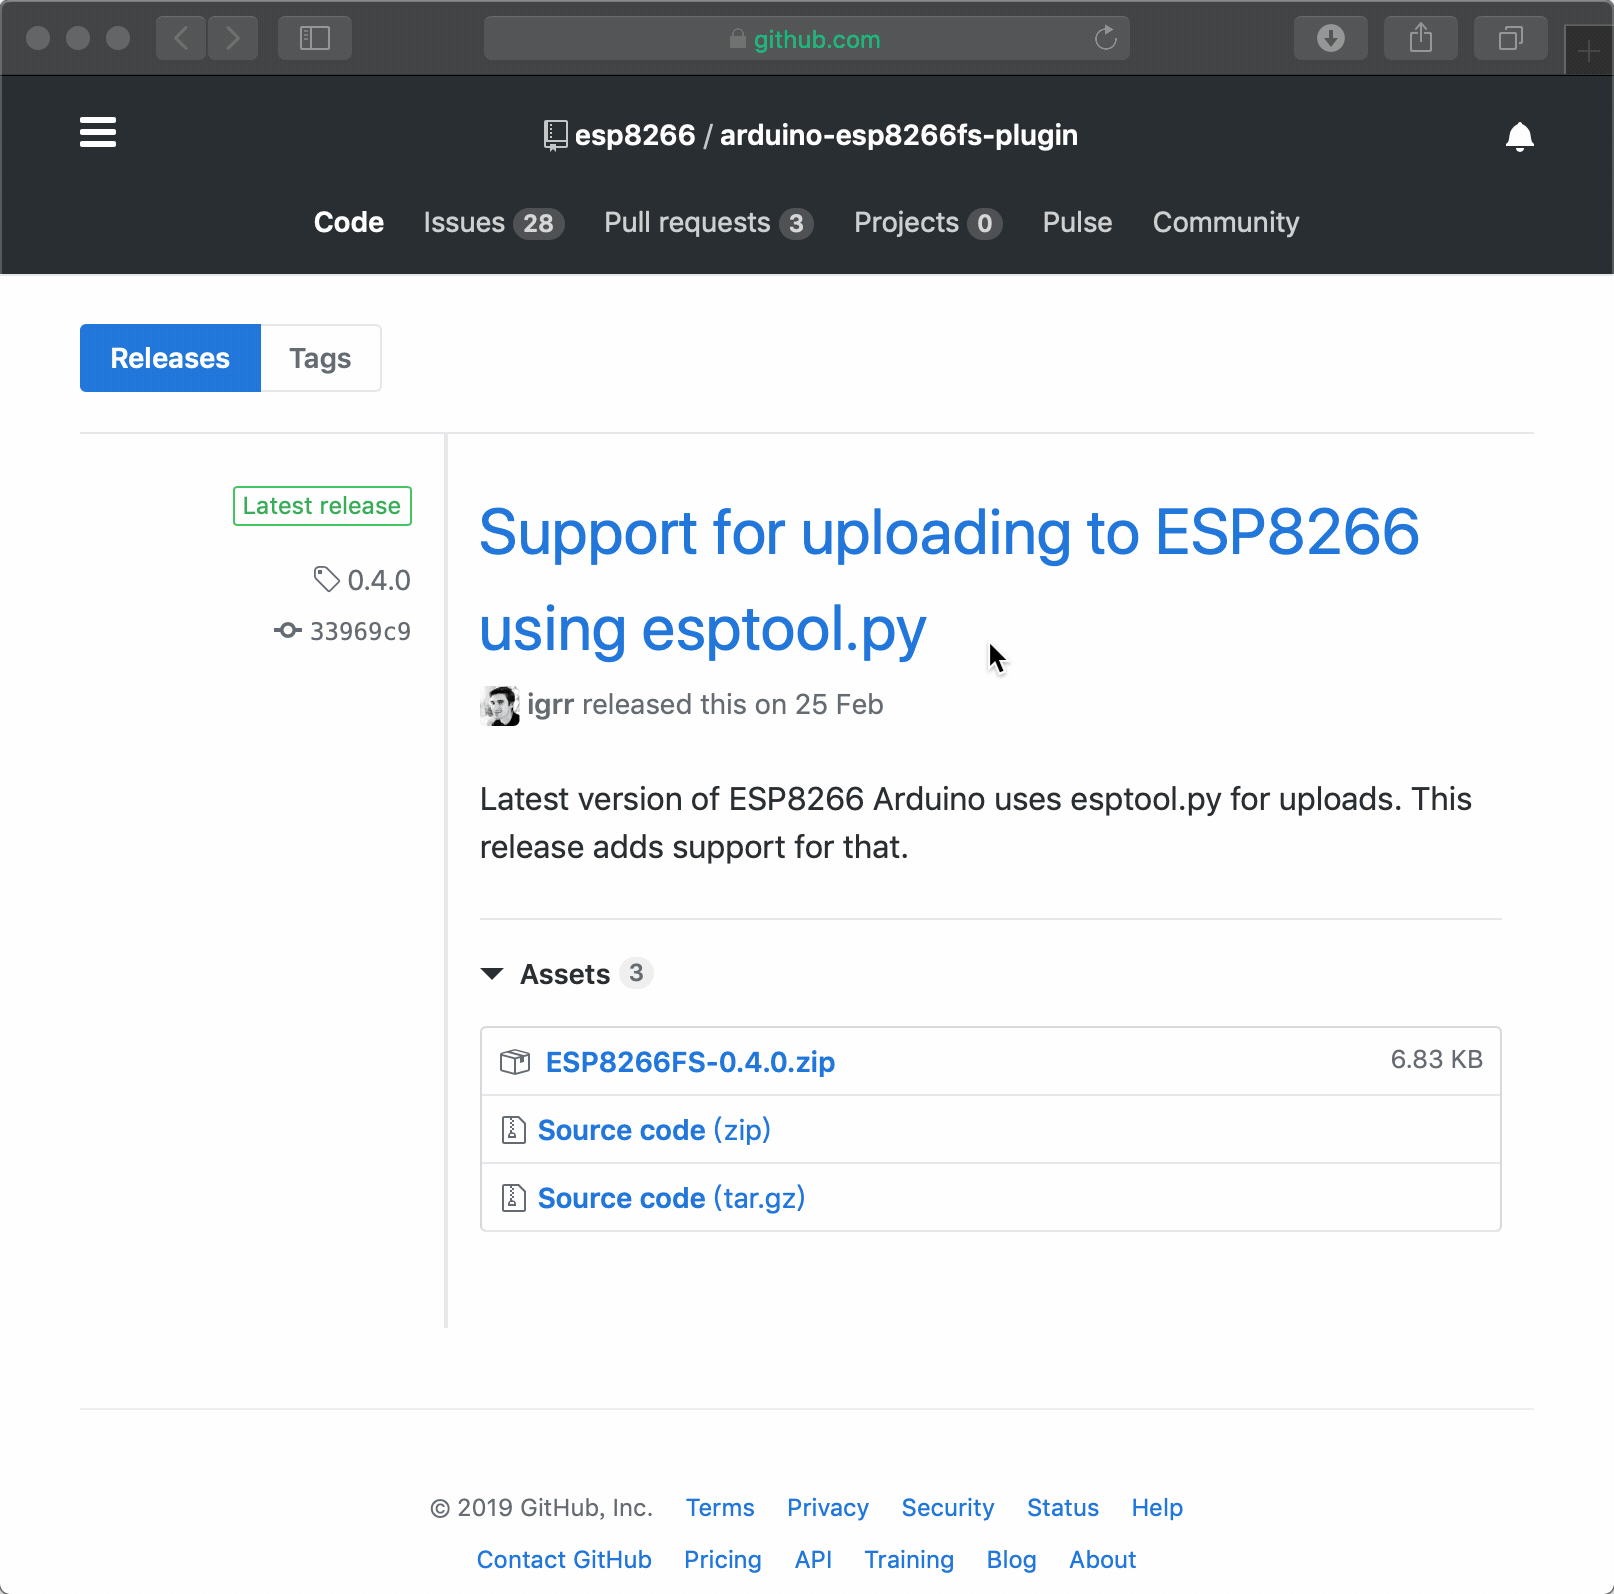 github.com
esp8266 / arduino-esp8266fs-plugin
Code Issues 28 Pull requests 3 Projects 0 Pulse Community
Releases Tags
Latest release
0.4.0
33969c9
Support for uploading to ESP8266
using esptool.py
igrr released this on 25 Feb
Latest version of ESP8266 Arduino uses esptool.py for uploads. This
release adds support for that.
Assets 3
ESP8266FS-0.4.0.zip 6.83 KB
Source code (zip)
Source code (tar.gz)
© 2019 GitHub, Inc. Terms Privacy Security Status Help
Contact GitHub Pricing API Training Blog About